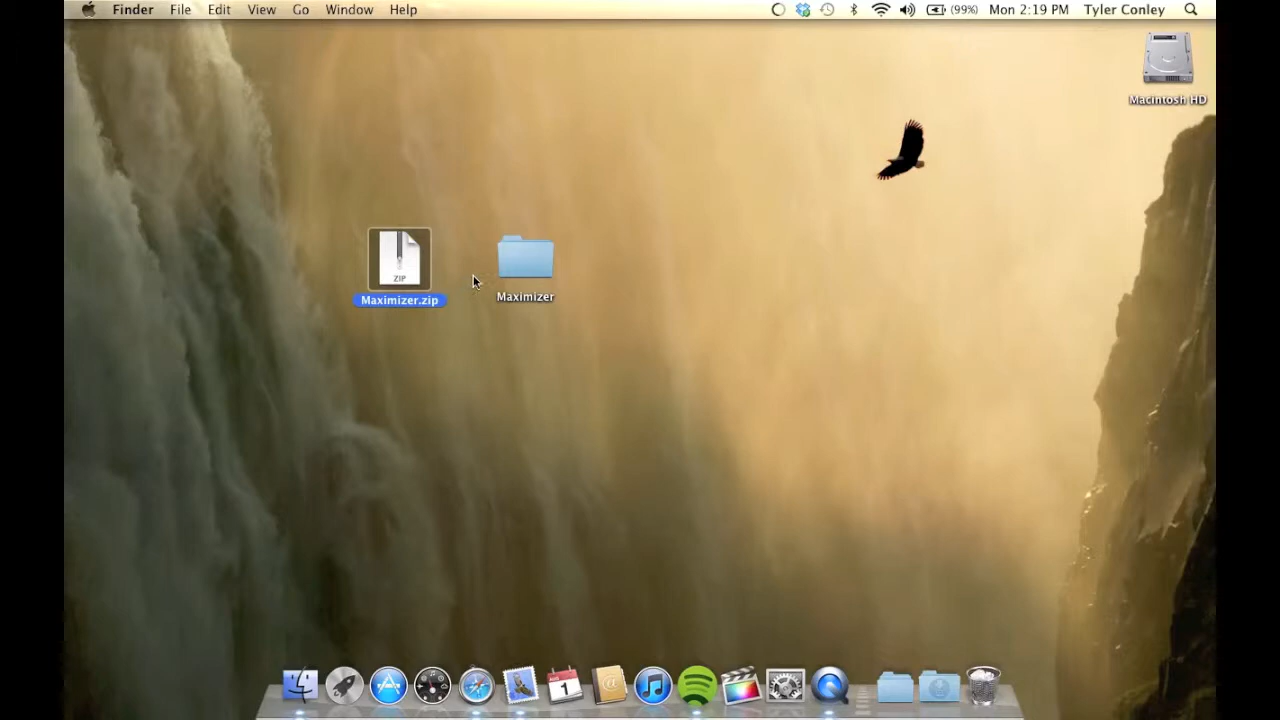 Finder File Edit View Go Window Help (99%) Mon 2:19 PM Tyler Conley
Macintosh HD
ZIP
Maximizer.zip
Maximizer
1
@